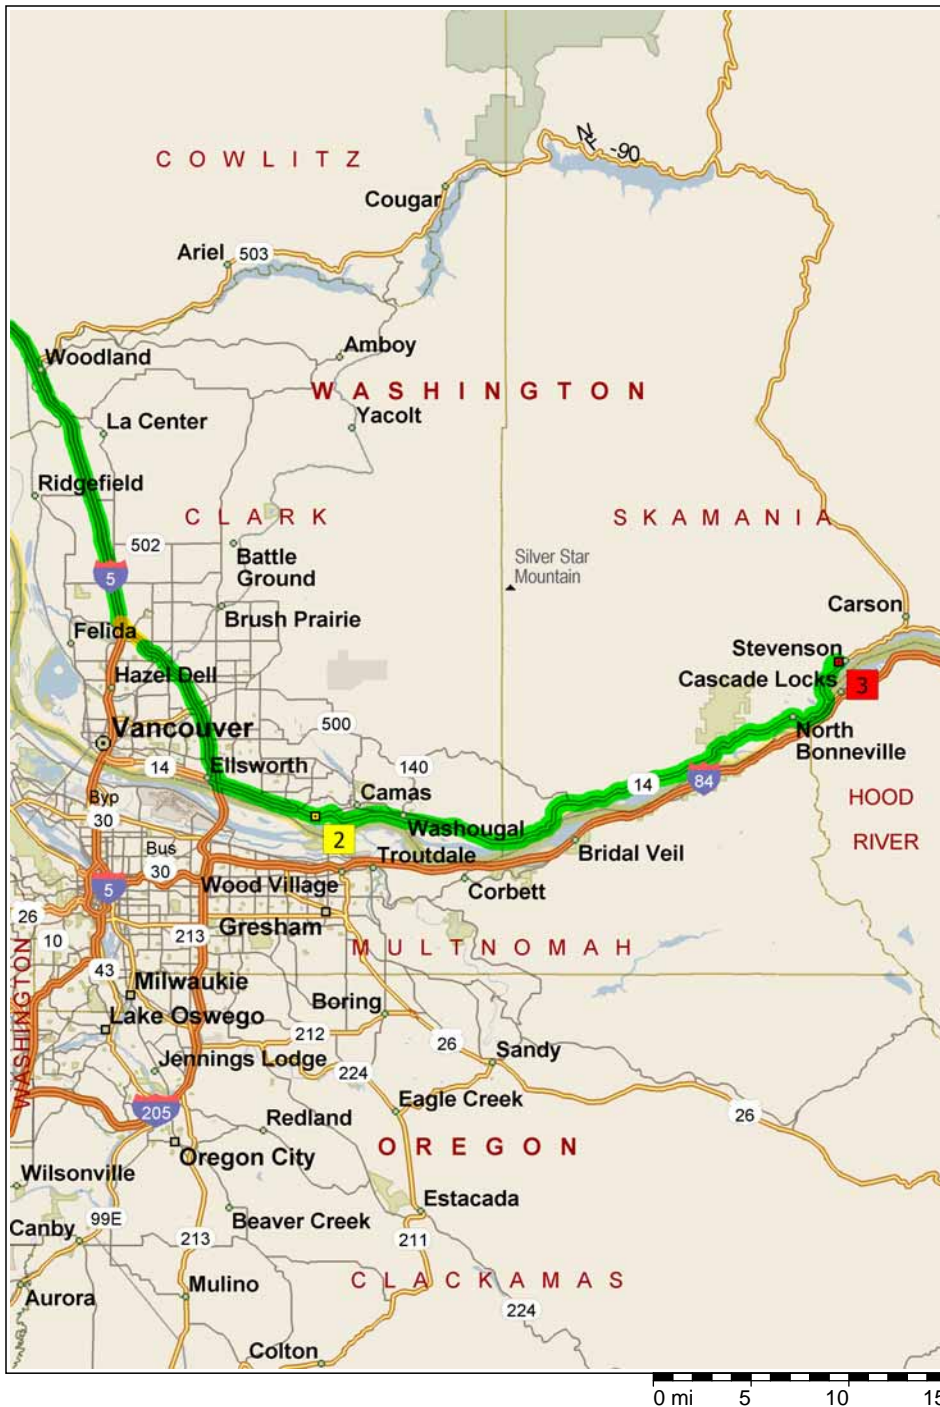 COWLITZ
NF -90
Cougar
Ariel
503
Woodland
Amboy
WASHINGTON
La Center
Yacolt
Ridgefield
CLARK
SKAMANIA
502
Battle
Ground
Silver Star
Mountain
5
Brush Prairie
Carson
Felida
Stevenson
Hazel Dell
Cascade Locks
3
Vancouver
500
North
Bonneville
14
Ellsworth
140
14
84
Byp
30
Camas
HOOD
RIVER
2
Washougal
Bus
30
Troutdale
Bridal Veil
5
Wood Village
Corbett
26
Gresham
10
213
MULTNOMAH
43
WASHINGTON
Milwaukie
Boring
Lake Oswego
212
26
Sandy
Jennings Lodge
224
205
Eagle Creek
26
Redland
OREGON
Oregon City
Wilsonville
Estacada
99E
Beaver Creek
Canby
213
211
Mulino
CLACKAMAS
Aurora
224
Colton
0 mi 5 10 15